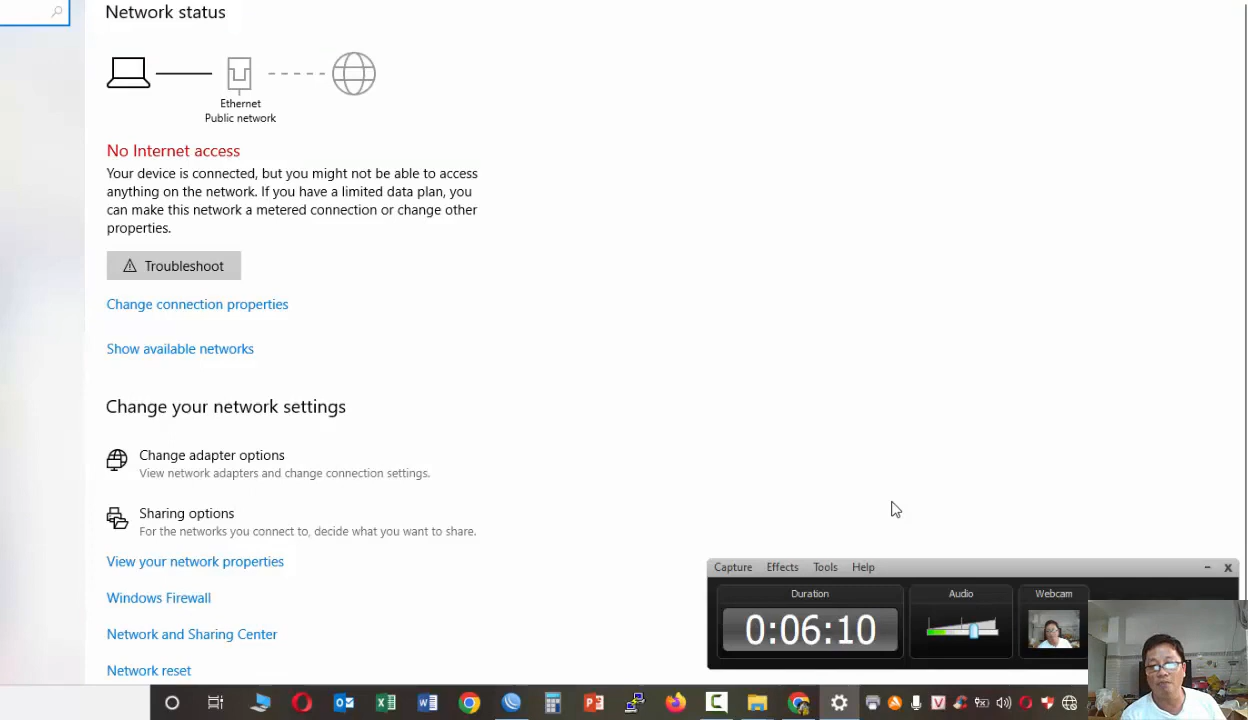 Network status
Ethernet
Public network
No Internet access
Your device is connected, but you might not be able to access
anything on the network. If you have a limited data plan, you
can make this network a metered connection or change other
properties.
Troubleshoot
Change connection properties
Show available networks
Change your network settings
Change adapter options
View network adapters and change connection settings.
Sharing options
For the networks you connect to, decide what you want to share.
View your network properties
Windows Firewall
Network and Sharing Center
Network reset
Capture Effects Tools Help
Duration Audio Webcam
0:06:10